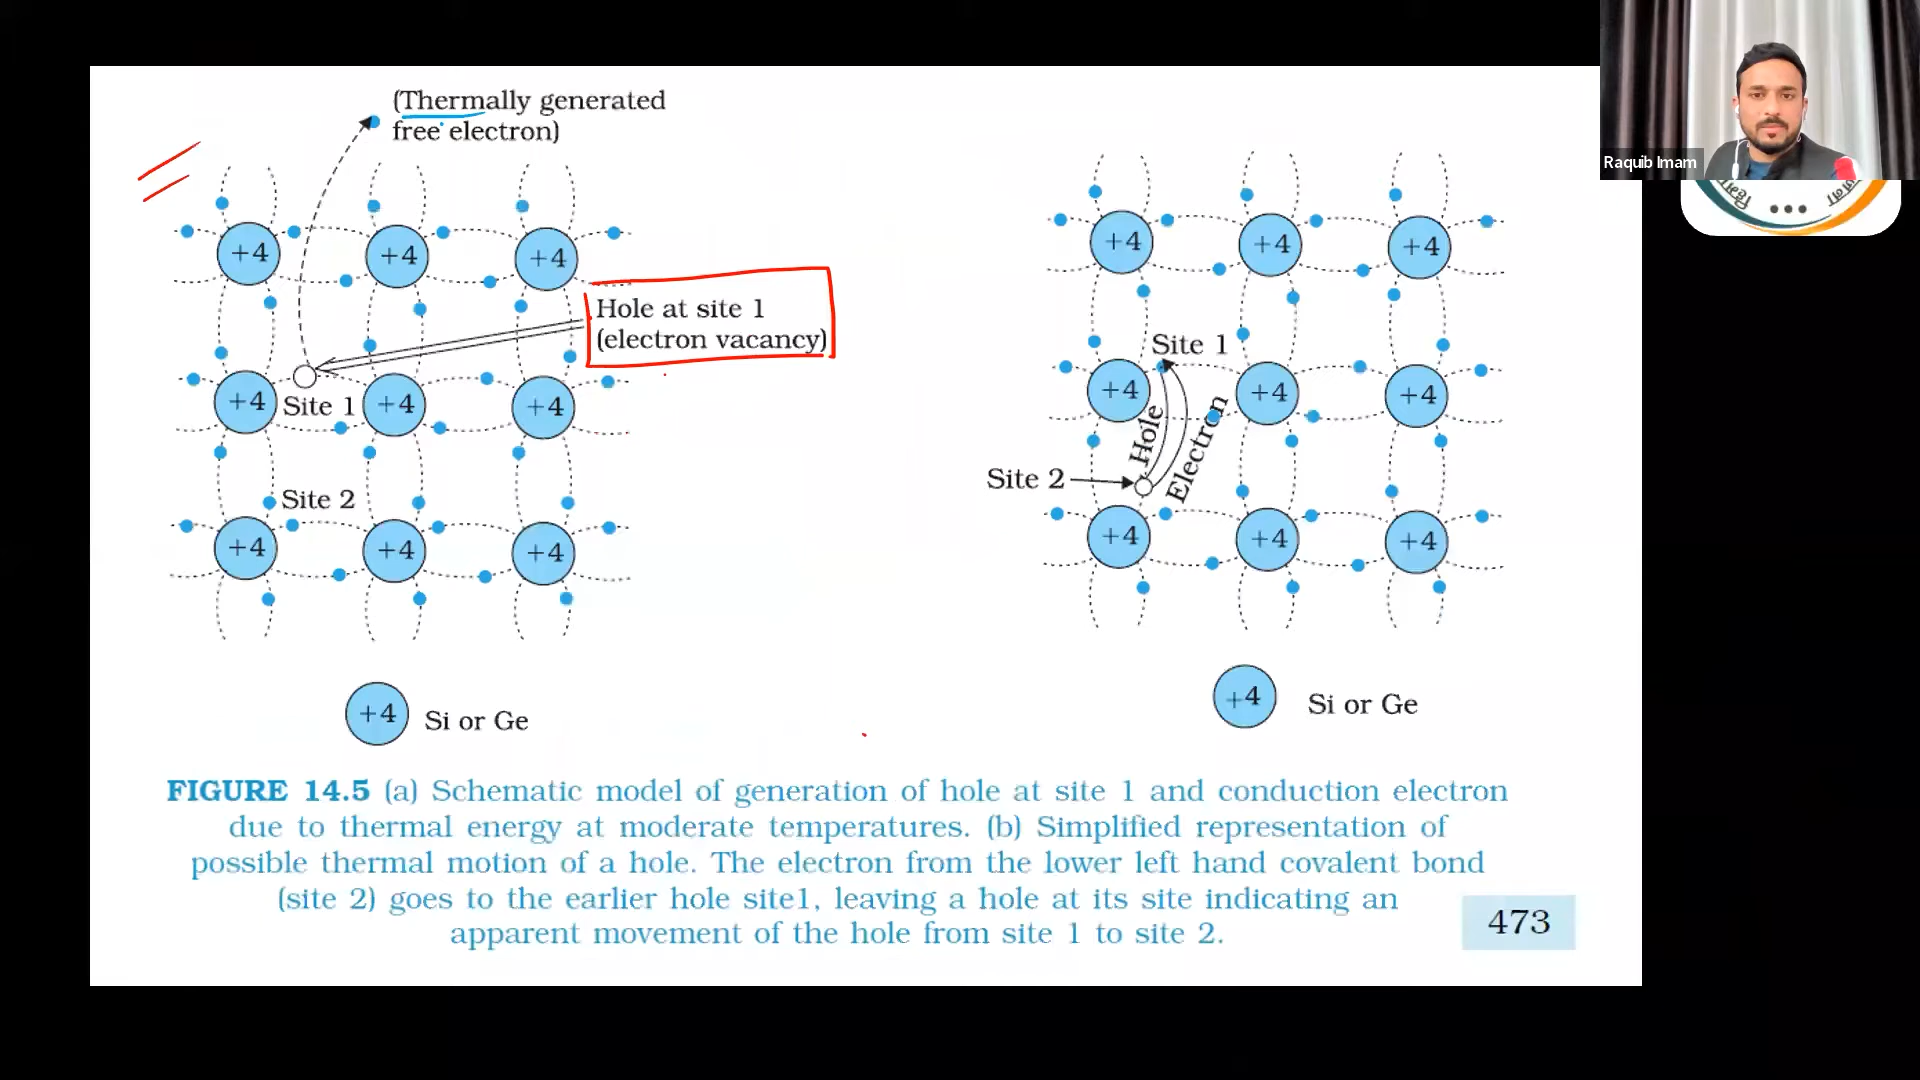 (Thermally generated
free electron)
Raquib Imam
+4 +4 +4
+4 +4 +4
Hole at site 1
(electron vacancy)
Site 1
+4 Site 1 +4 +4
+4 +4 +4
Hole
Electron
Site 2
Site 2
+4 +4 +4
+4 +4 +4
+4 Si or Ge
+4 Si or Ge
FIGURE 14.5 (a) Schematic model of generation of hole at site 1 and conduction electron
due to thermal energy at moderate temperatures. (b) Simplified representation of
possible thermal motion of a hole. The electron from the lower left hand covalent bond
(site 2) goes to the earlier hole site1, leaving a hole at its site indicating an
apparent movement of the hole from site 1 to site 2.
473